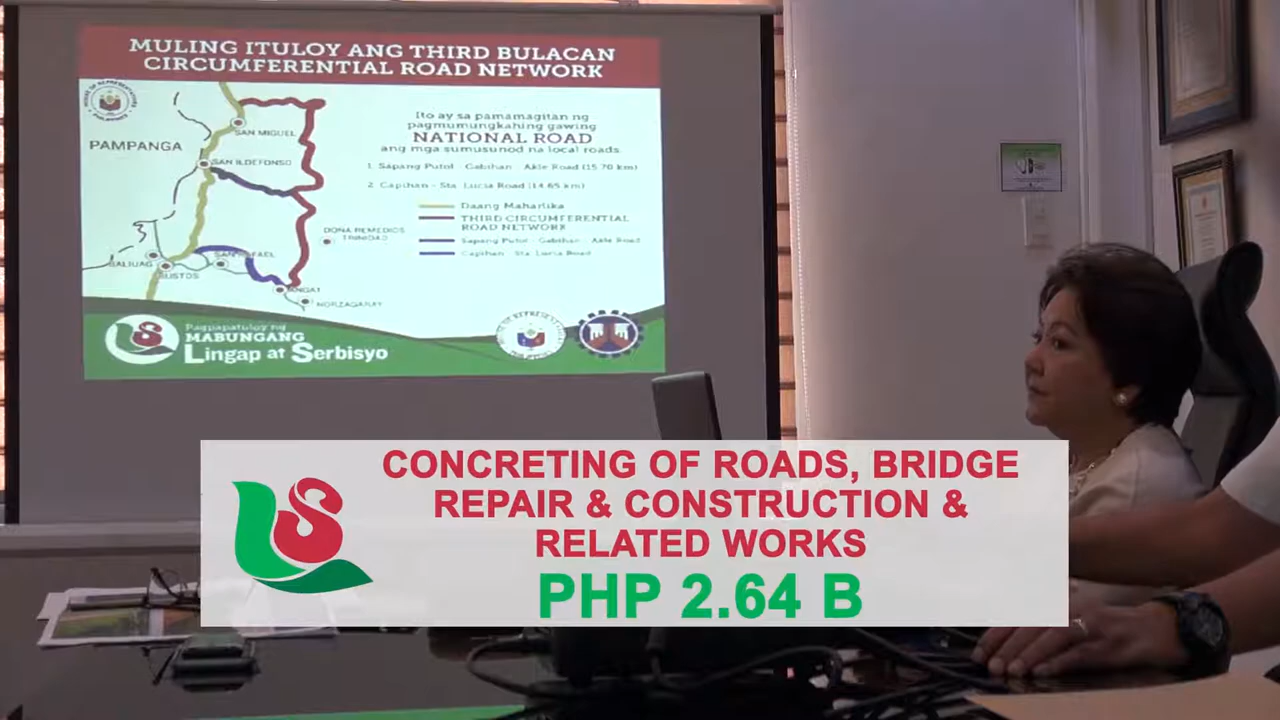 MULING ITULOY ANG THIRD BULACAN
CIRCUMFERENTIAL ROAD NETWORK
Ito ay sa pamamagitan ng
pagmumungkahing gawing
NATIONAL ROAD
ang mga sumusunod na local roads
1. Sapang Putol - Gabihan - Akle Road (15.70 km)
2. Capihan - Sta. Lucia Road (14.65 km)
Daang Maharlika
THIRD CIRCUMFERENTIAL
ROAD NETWORK
Sapang Putol - Gabihan - Akle Road
Capihan - Sta. Lucia Road
SAN MIGUEL
PAMPANGA
SAN ILDEFONSO
DONA REMEDIOS
TRINIDAD
SAN RAFAEL
BALIUAG
BUSTOS
ANGAT
NORZAGARAY
LS
Pagpapatuloy ng
MABUNGANG
Lingap at Serbisyo
LS
CONCRETING OF ROADS, BRIDGE
REPAIR & CONSTRUCTION &
RELATED WORKS
PHP 2.64 B